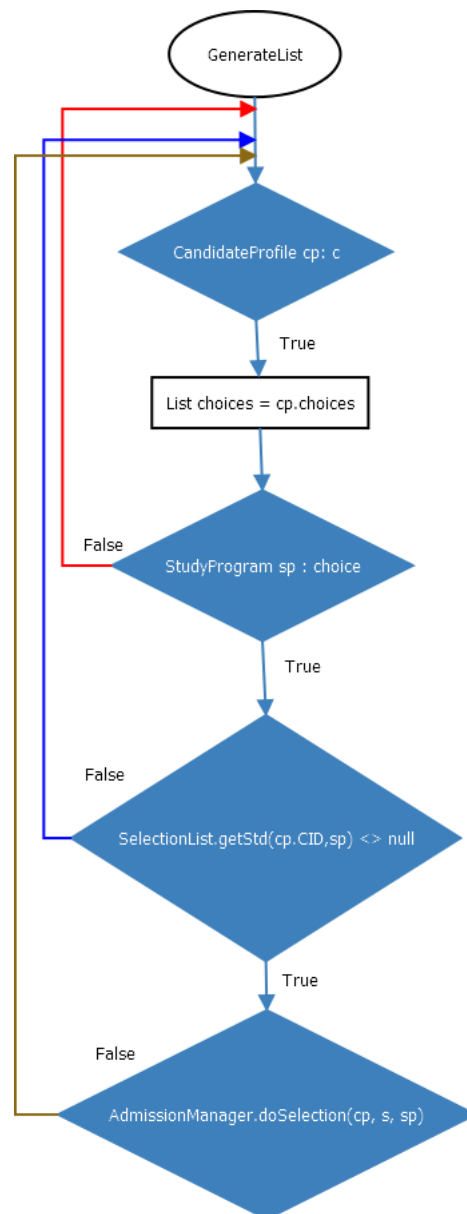 GenerateList
CandidateProfile cp: c
True
List choices = cp.choices
False
StudyProgram sp : choice
True
False
SelectionList.getStd(cp.CID,sp) <> null
True
False
AdmissionManager.doSelection(cp, s, sp)